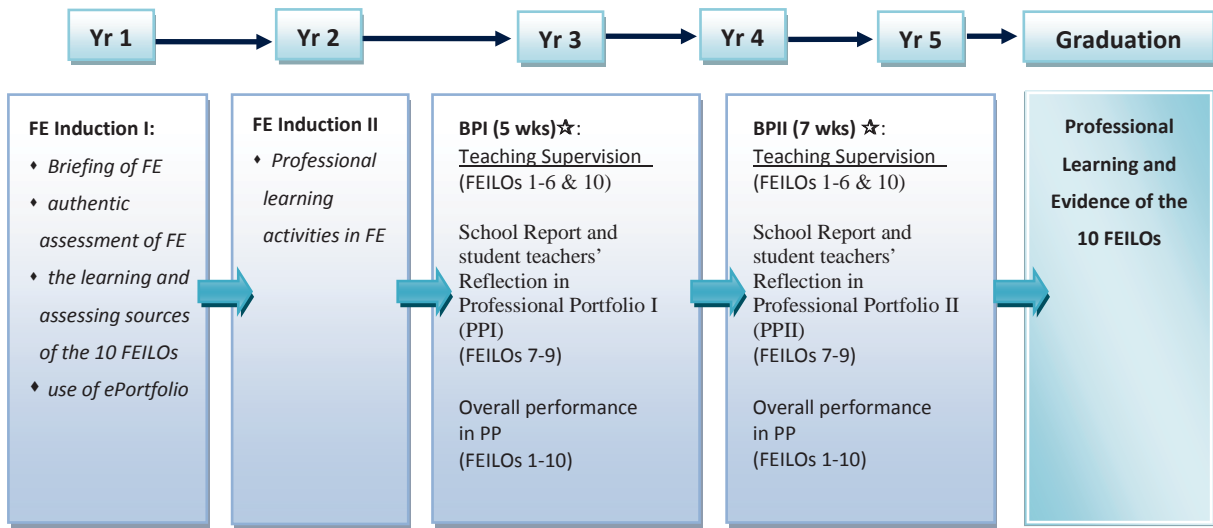 Yr 1
Yr 2
Yr 3
Yr 4
Yr 5
Graduation
FE Induction I:
⬧ Briefing of FE
⬧ authentic
assessment of FE
⬧ the learning and
assessing sources
of the 10 FEILOs
⬧ use of ePortfolio
FE Induction II
⬧ Professional
learning
activities in FE
BPI (5 wks)☆:
Teaching Supervision
(FEILOs 1-6 & 10)
School Report and
student teachers'
Reflection in
Professional Portfolio I
(PPI)
(FEILOs 7-9)
Overall performance
in PP
(FEILOs 1-10)
BPII (7 wks) ☆:
Teaching Supervision
(FEILOs 1-6 & 10)
School Report and
student teachers'
Reflection in
Professional Portfolio II
(PPII)
(FEILOs 7-9)
Overall performance
in PP
(FEILOs 1-10)
Professional
Learning and
Evidence of the
10 FEILOs